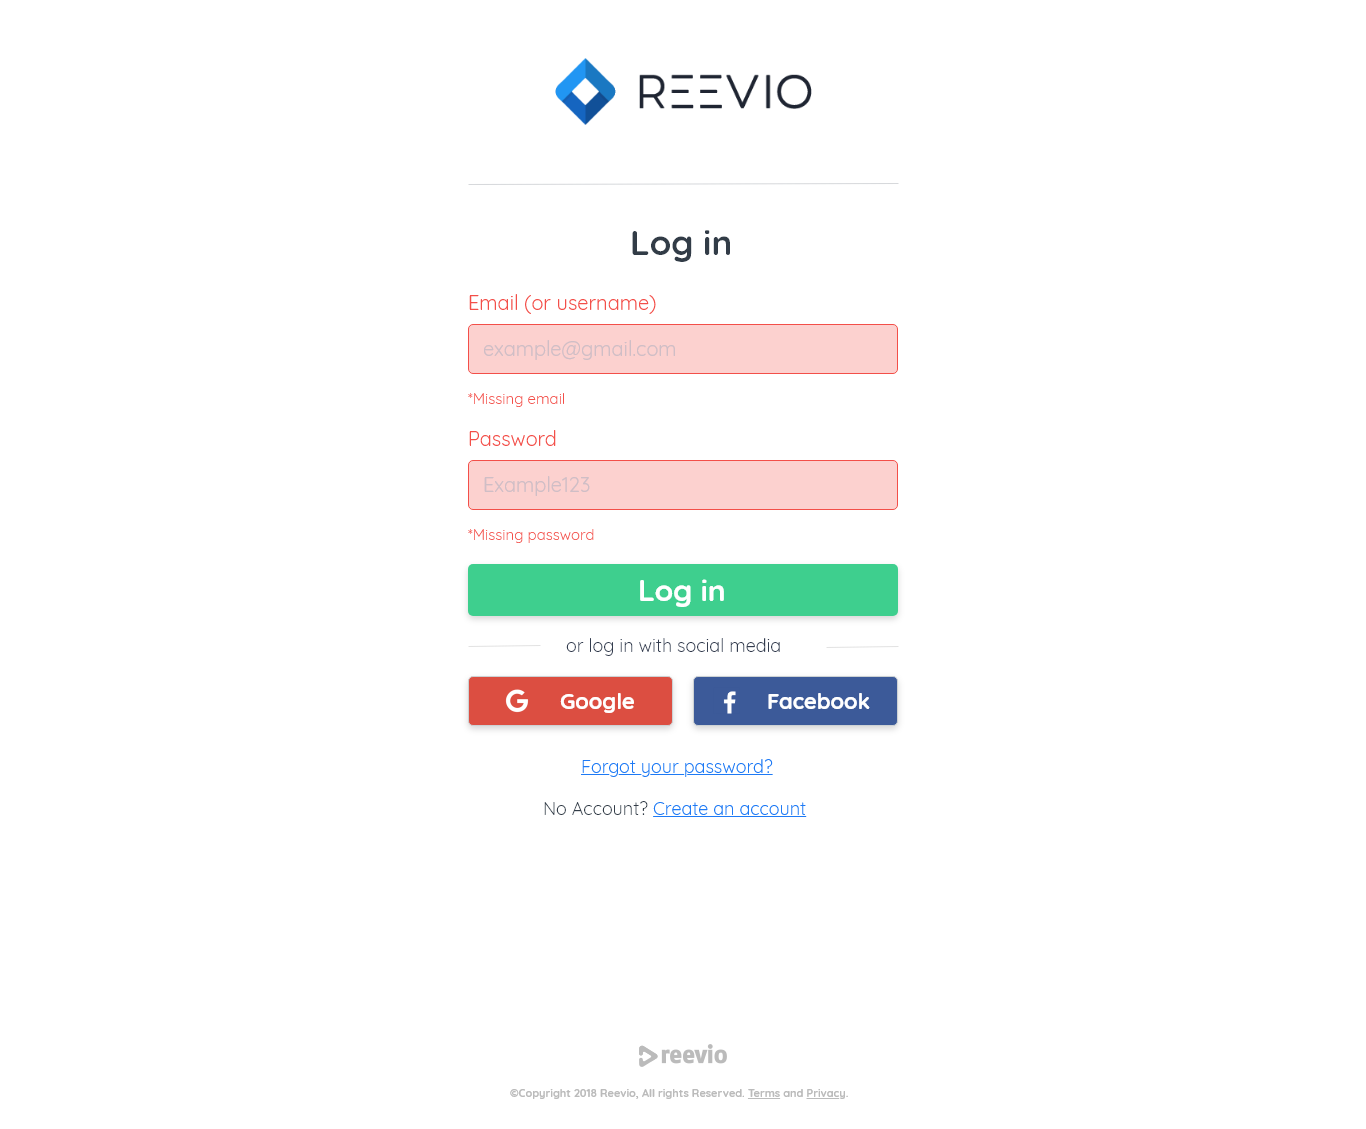 REEVIO
Log in
Email (or username)
example@gmail.com
*Missing email
Password
Example123
*Missing password
Log in
or log in with social media
Google
Facebook
Forgot your password?
No Account? Create an account
reevio
©Copyright 2018 Reevio, All rights Reserved. Terms and Privacy.